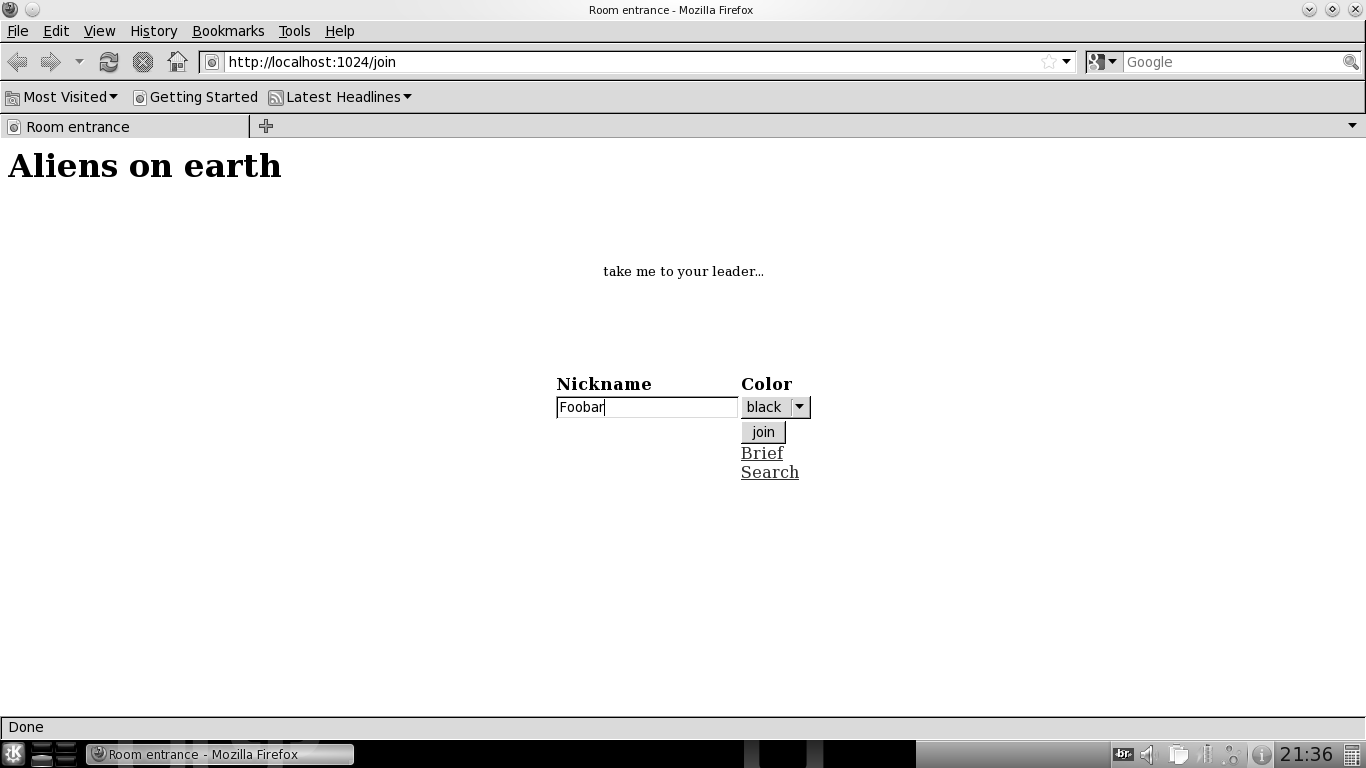 Room entrance - Mozilla Firefox
File Edit View History Bookmarks Tools Help
http://localhost:1024/join Google
Most Visited Getting Started Latest Headlines
Room entrance
Aliens on earth
take me to your leader...
Nickname Color
Foobar black
join
Brief
Search
Done
Room entrance - Mozilla Firefox br 21:36